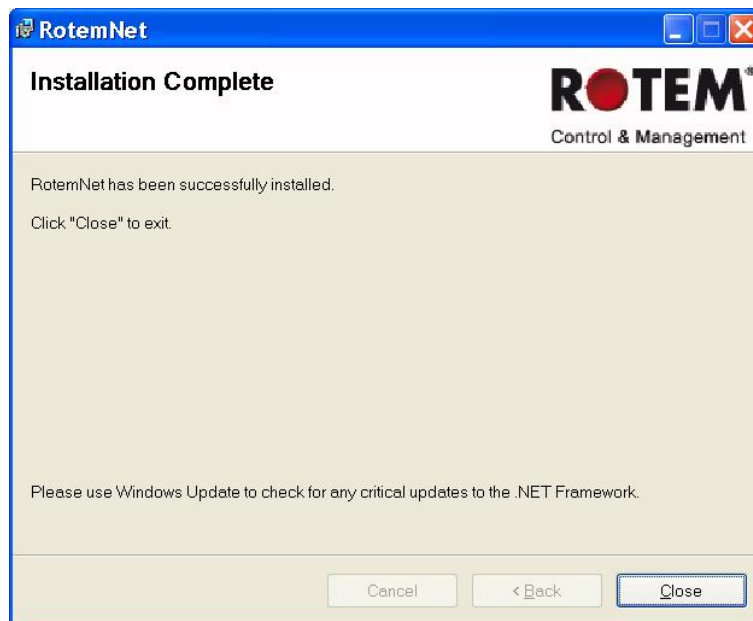 RotemNet
Installation Complete
ROTEM®
Control & Management
RotemNet has been successfully installed.
Click "Close" to exit.
Please use Windows Update to check for any critical updates to the .NET Framework.
Cancel
< Back
Close